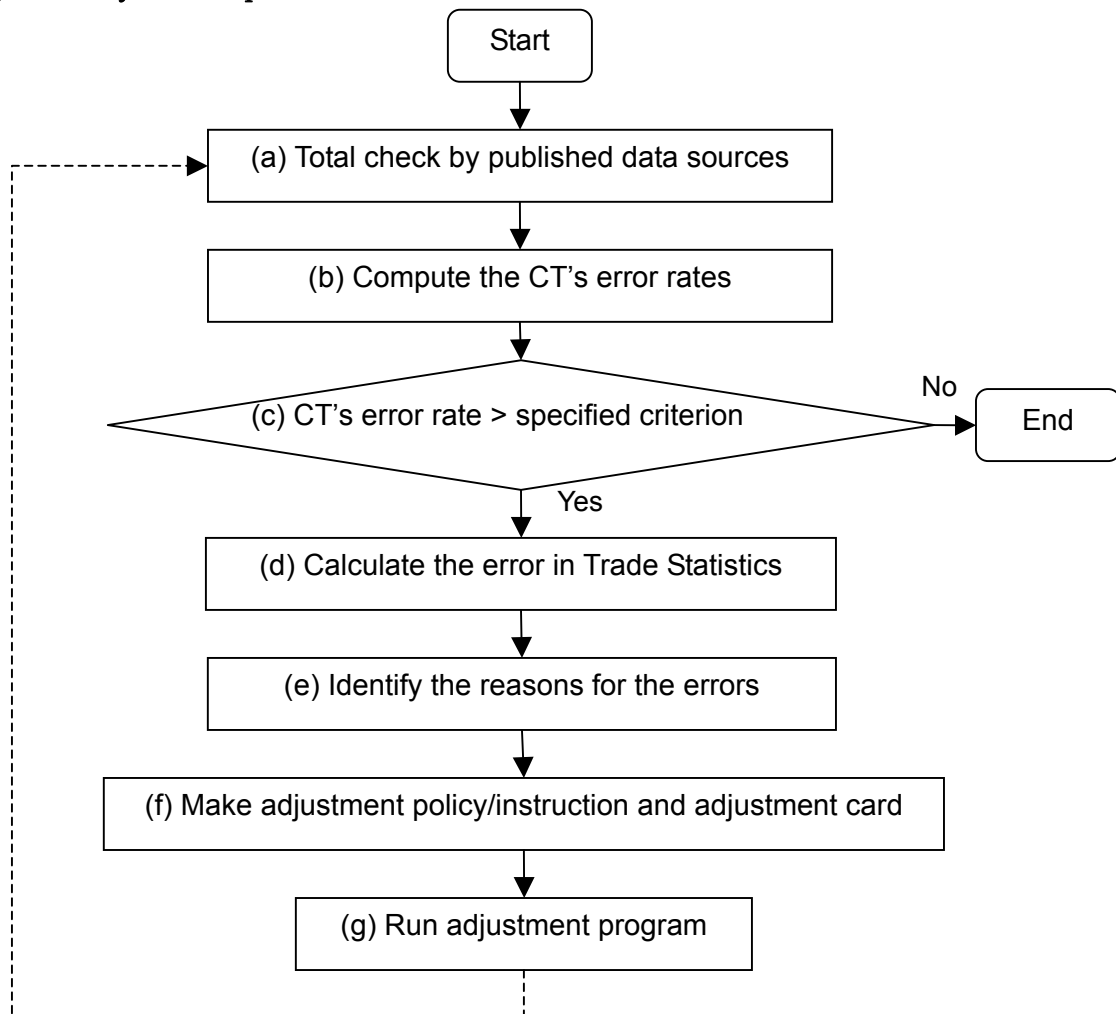 Start
(a) Total check by published data sources
(b) Compute the CT’s error rates
(c) CT’s error rate > specified criterion
No
End
Yes
(d) Calculate the error in Trade Statistics
(e) Identify the reasons for the errors
(f) Make adjustment policy/instruction and adjustment card
(g) Run adjustment program